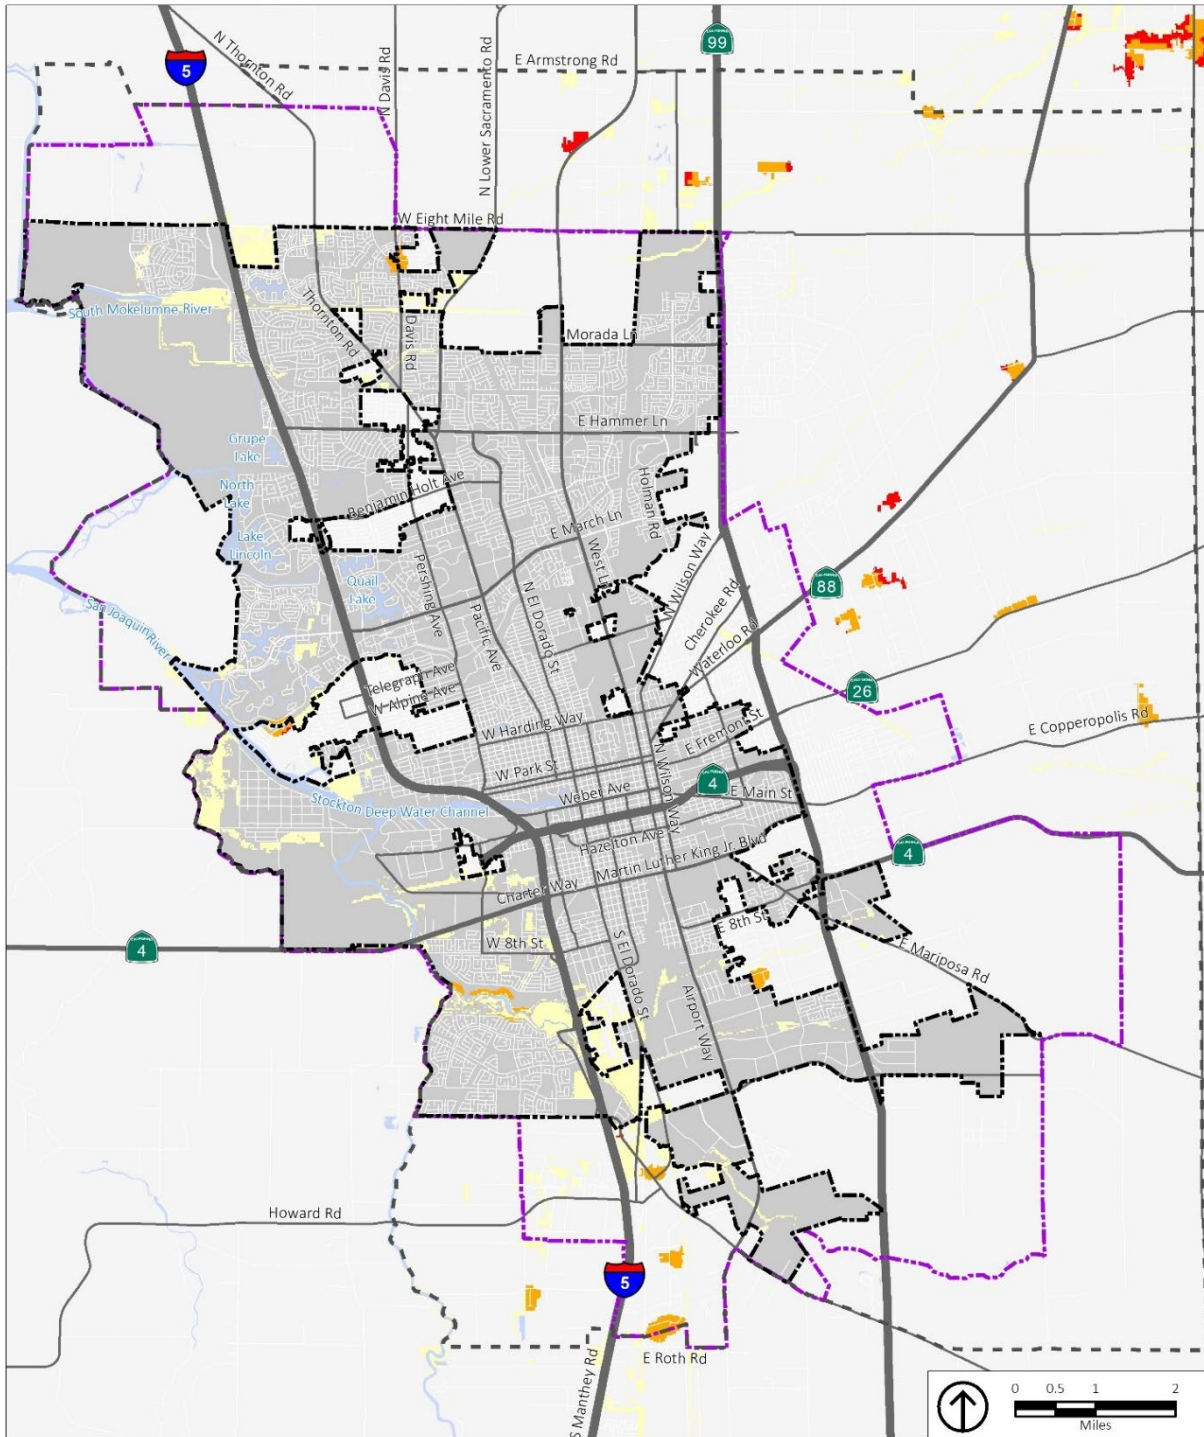 99
5
N Thornton Rd
N Davis Rd
N Lower Sacramento Rd
E Armstrong Rd
W Eight Mile Rd
South Mokelumne River
Thornton Rd
Davis Rd
Morada Ln
E Hammer Ln
Grupe
Lake
North
Lake
Benjamin Holt Ave
Holman Rd
E March Ln
Lake
Lincoln
Quail
Lake
West Ln
W Wilson Way
Pershing Ave
Pacific Ave
N El Dorado St
Cherokee Rd
88
San Joaquin River
Waterloo Rd
Telegraph Ave
W Alpine Ave
26
W Harding Way
E Fremont St
E Copperopolis Rd
N Wilson Way
W Park St
4
Weber Ave
E Main St
Stockton Deep Water Channel
Hazelton Ave
Martin Luther King Jr. Blvd
4
Charter Way
E 8th St
4
W 8th St
S El Dorado St
E Mariposa Rd
Airport Way
Howard Rd
5
E Roth Rd
S Manthey Rd
0 0.5 1 2
Miles